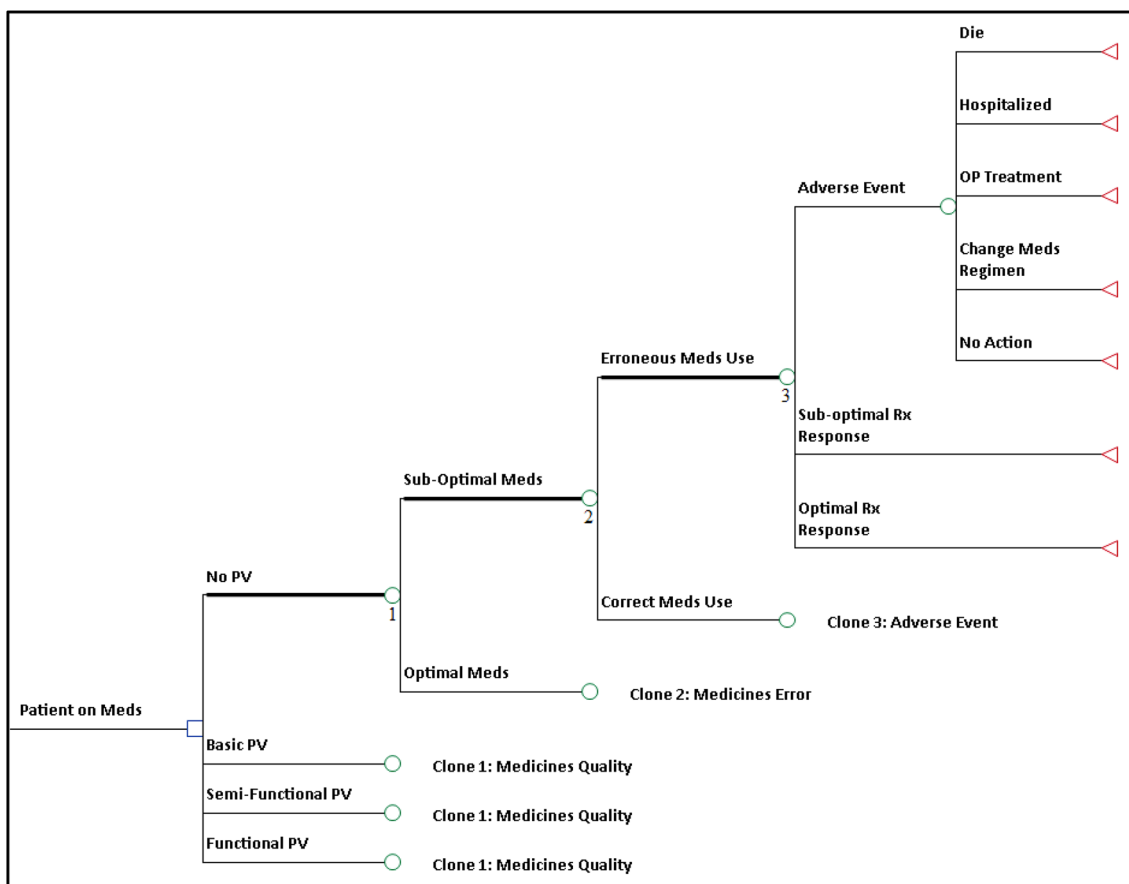 Die
Hospitalized
OP Treatment
Adverse Event
Change Meds
Regimen
No Action
Erroneous Meds Use
3
Sub-optimal Rx
Response
Sub-Optimal Meds
2
Optimal Rx
Response
No PV
1
Correct Meds Use
Clone 3: Adverse Event
Optimal Meds
Clone 2: Medicines Error
Patient on Meds
Basic PV
Clone 1: Medicines Quality
Semi-Functional PV
Clone 1: Medicines Quality
Functional PV
Clone 1: Medicines Quality